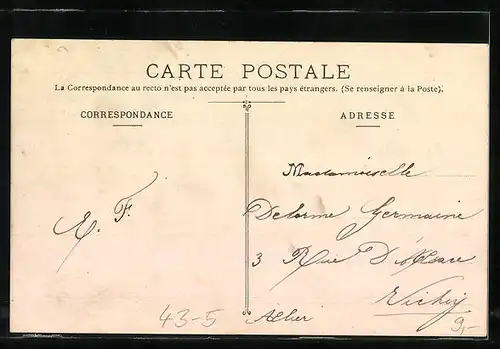 CARTE POSTALE
La Correspondance au recto n'est pas acceptée par tous les pays étrangers. (Se renseigner à la Poste).
CORRESPONDANCE
ADRESSE
Mademoiselle
Delorme Germaine
3 Rue D'Alsace
Vichy
Allier
E. F.
43-5
9,-